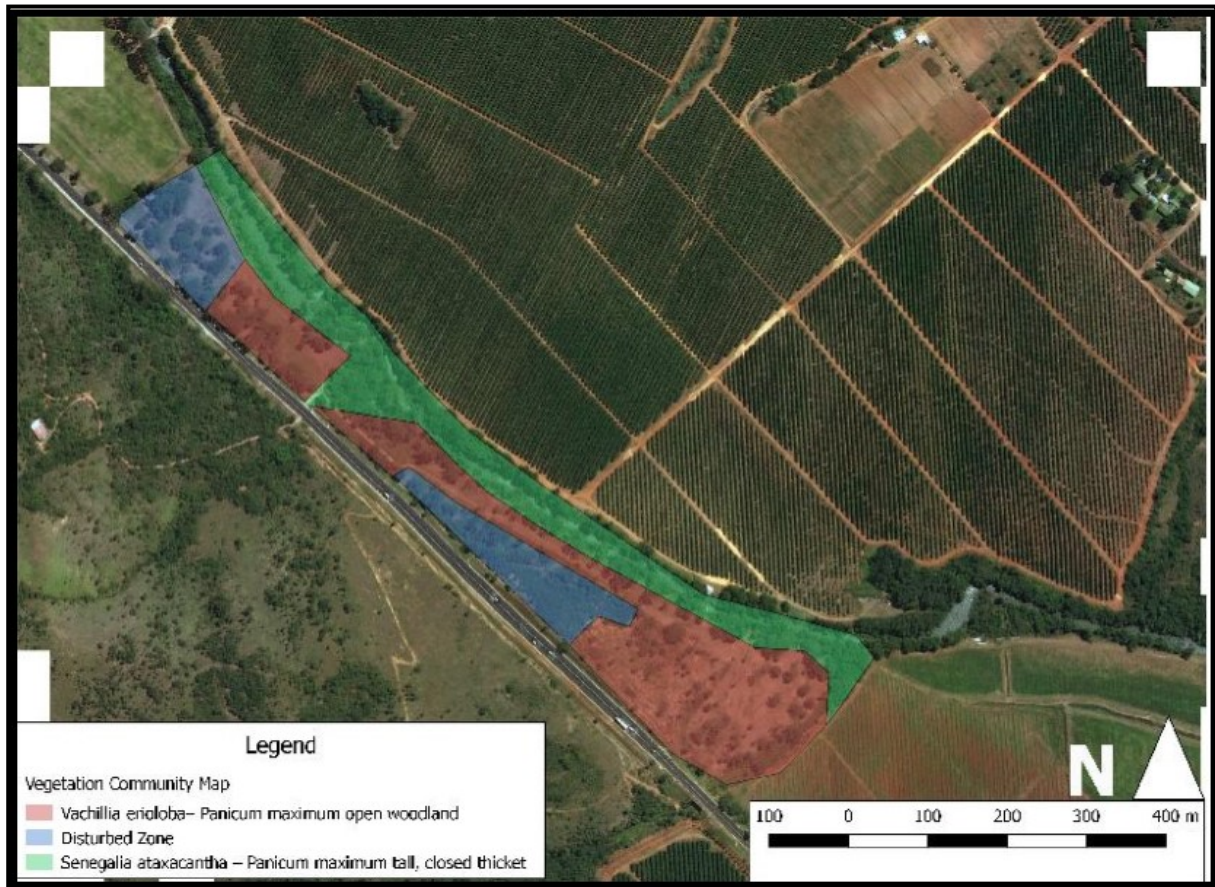 Legend
Vegetation Community Map
Vachillia erioloba– Panicum maximum open woodland
Disturbed Zone
Senegalia ataxacantha – Panicum maximum tall, closed thicket
N
100 0 100 200 300 400 m